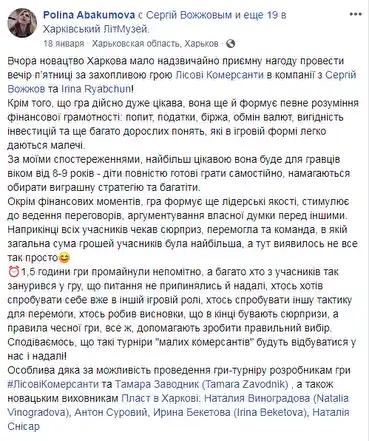 Polina Abakumova с Сергій Вожжовим и еще 19 в
Харківський ЛітМузей.
18 января · Харьковская область, Харьков ·
Вчора новацтво Харкова мало надзвичайно приємну нагоду провести
вечір п'ятниці за захопливою грою Лісові Комерсанти в компанії з Сергій
Вожжов та Irina Ryabchun!
Крім того, що гра дійсно дуже цікава, вона ще й формує певне розуміння
фінансової грамотності: попит, податки, біржа, обмін валют, вигідність
інвестицій та ще багато дорослих понять, які в ігровій формі легко
даються малечі.
За моїми спостереженнями, найбільш цікавою вона буде для гравців
віком від 8-9 років - діти повністю готові грати самостійно, намагаються
обирати виграшну стратегію та багатіти.
Окрім фінансових моментів, гра формує ще лідерські якості, стимулює
до ведення переговорів, аргументування власної думки перед іншими.
Наприкінці всіх учасників чекав сюрприз, перемогла та команда, в якій
загальна сума грошей учасників була найбільша, а тут виявилось не все
так просто😊
⏰1,5 години гри промайнули непомітно, а багато хто з учасників так
занурився у гру, що питання не припинялись й надалі, хтось хотів
спробувати себе вже в іншій ігровій ролі, хтось спробувати іншу тактику
для перемоги, хтось робив висновки, що в кінці бувають сюрпризи, а
правила чесної гри, все ж, допомагають зробити правильний вибір.
Сподіваємось, що такі турніри "малих комерсантів" будуть відбуватися у
нас і надалі!
Особлива дяка за можливість проведення гри-турніру розробникам гри
#ЛісовіКомерсанти та Тамара Заводник (Tamara Zavodnik) , а також
новацьким виховникам Пласт в Харкові: Наталия Виноградова (Natalia
Vinogradova), Антон Суровий, Ирина Бекетова (Irina Beketova), Наталія
Снісар